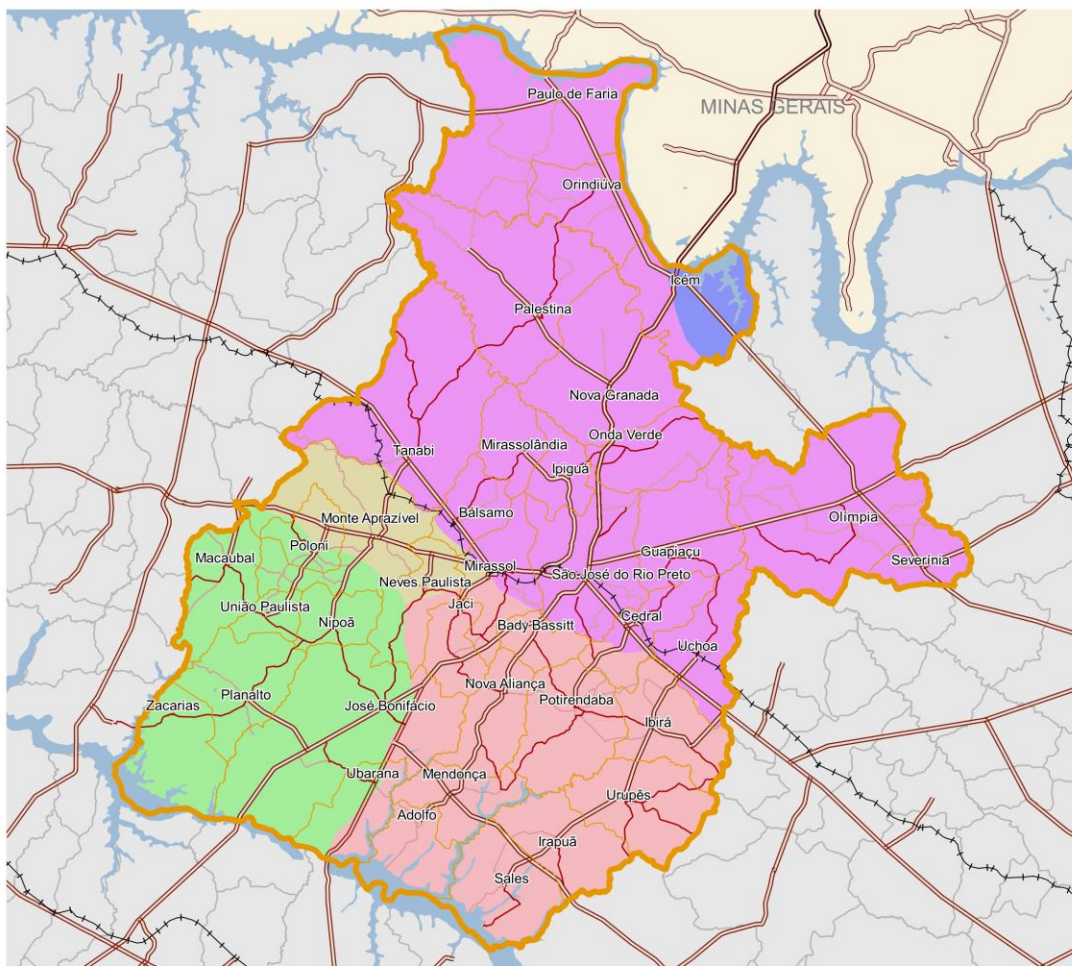 Paulo de Faria
MINAS GERAIS
Orindiúva
Icém
Palestina
Nova Granada
Onda Verde
Mirassolândia
Tanabi
Ipiguá
Bálsamo
Monte Aprazível
Olímpia
Poloni
Guapiaçu
Macaubal
Severínia
Mirassol
São José do Rio Preto
Neves Paulista
Jaci
União Paulista
Cedral
Nipoã
Bady Bassitt
Uchoa
Nova Aliança
Planalto
Potirendaba
Zacarias
José Bonifácio
Ibirá
Ubarana
Mendonça
Urupês
Adolfo
Irapuã
Sales